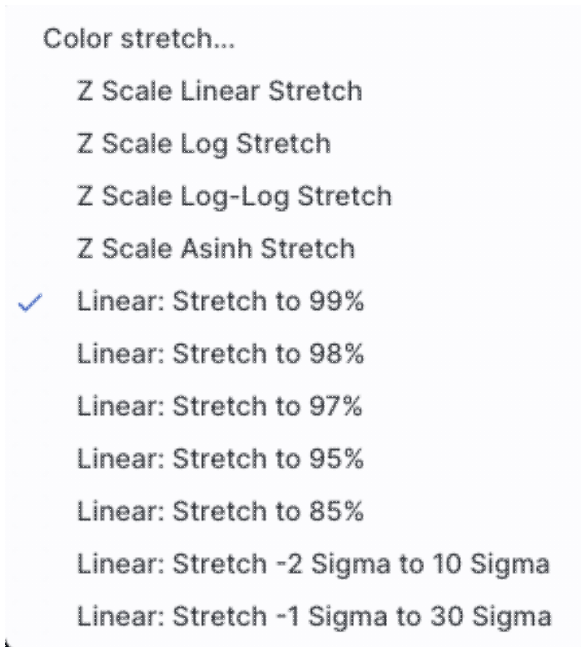 Color stretch...
Z Scale Linear Stretch
Z Scale Log Stretch
Z Scale Log-Log Stretch
Z Scale Asinh Stretch
Linear: Stretch to 99%
Linear: Stretch to 98%
Linear: Stretch to 97%
Linear: Stretch to 95%
Linear: Stretch to 85%
Linear: Stretch -2 Sigma to 10 Sigma
Linear: Stretch -1 Sigma to 30 Sigma